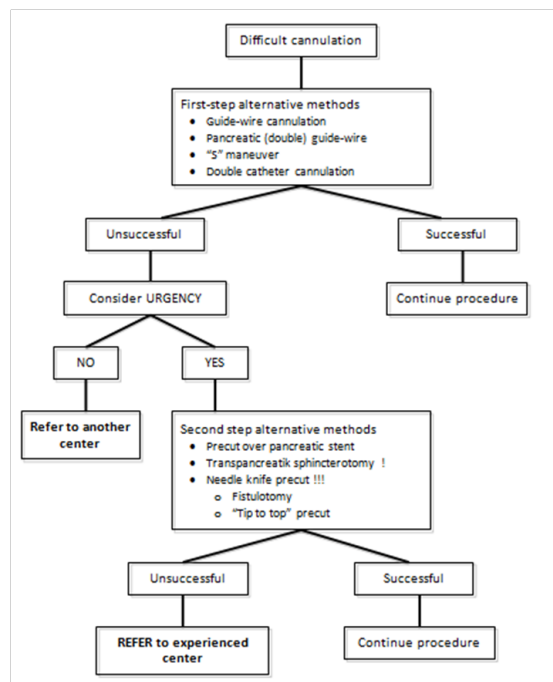 Difficult cannulation
First-step alternative methods
• Guide-wire cannulation
• Pancreatic (double) guide-wire
• “S” maneuver
• Double catheter cannulation
Unsuccessful
Successful
Consider URGENCY
Continue procedure
NO
YES
Refer to another
center
Second step alternative methods
• Precut over pancreatic stent
• Transpancreatik sphincterotomy !
• Needle knife precut !!!
o Fistulotomy
o “Tip to top” precut
Unsuccessful
Successful
REFER to experienced
center
Continue procedure